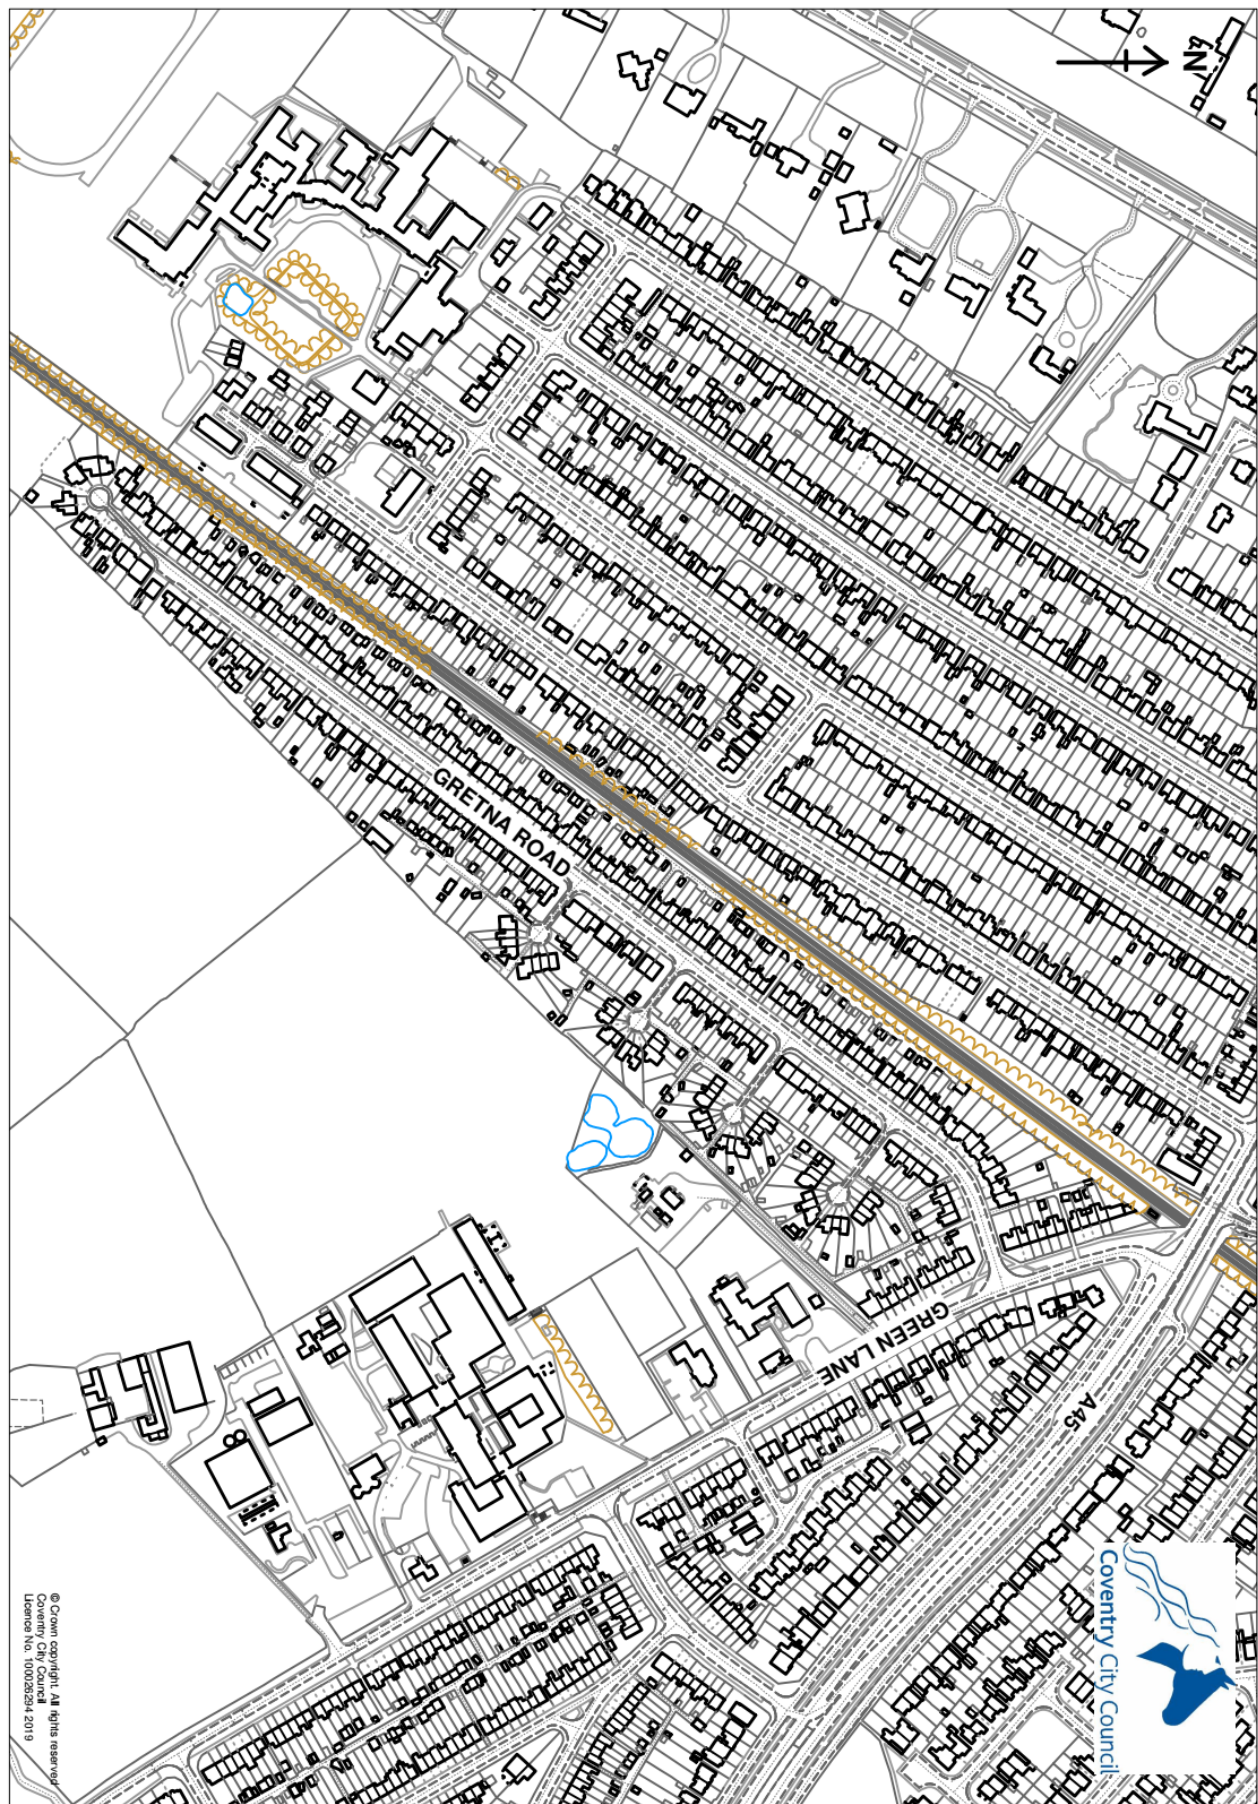 N
GRETNA ROAD
GREEN LANE
A45
Coventry City Council
© Crown copyright. All rights reserved
Coventry City Council
Licence No. 100026294 2019